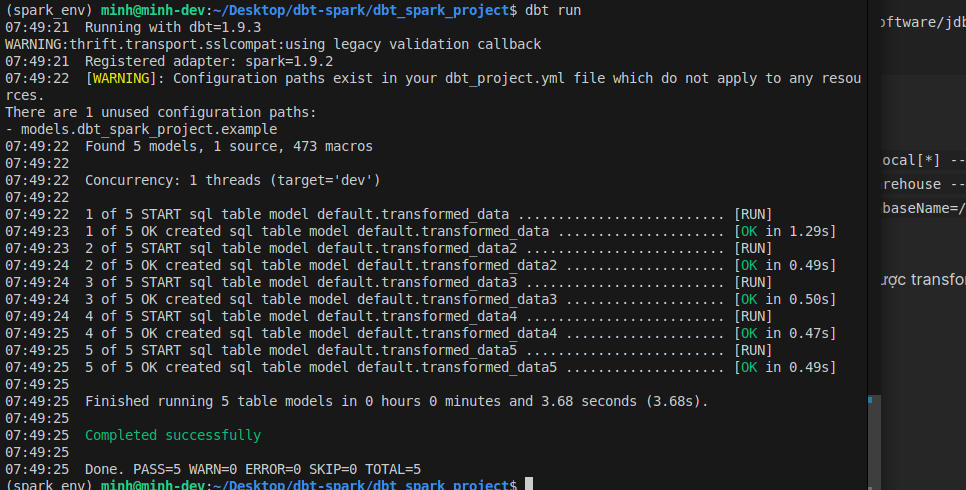 (spark_env) minh@minh-dev:~/Desktop/dbt-spark/dbt_spark_project$ dbt run
07:49:21  Running with dbt=1.9.3
WARNING:thrift.transport.sslcompat:using legacy validation callback
07:49:21  Registered adapter: spark=1.9.2
07:49:22  [WARNING]: Configuration paths exist in your dbt_project.yml file which do not apply to any resou
rces.
There are 1 unused configuration paths:
- models.dbt_spark_project.example
07:49:22  Found 5 models, 1 source, 473 macros
07:49:22
07:49:22  Concurrency: 1 threads (target='dev')
07:49:22
07:49:22  1 of 5 START sql table model default.transformed_data ........................... [RUN]
07:49:23  1 of 5 OK created sql table model default.transformed_data ..................... [OK in 1.29s]
07:49:23  2 of 5 START sql table model default.transformed_data2 ......................... [RUN]
07:49:24  2 of 5 OK created sql table model default.transformed_data2 .................... [OK in 0.49s]
07:49:24  3 of 5 START sql table model default.transformed_data3 ......................... [RUN]
07:49:24  3 of 5 OK created sql table model default.transformed_data3 .................... [OK in 0.50s]
07:49:24  4 of 5 START sql table model default.transformed_data4 ......................... [RUN]
07:49:25  4 of 5 OK created sql table model default.transformed_data4 .................... [OK in 0.47s]
07:49:25  5 of 5 START sql table model default.transformed_data5 ......................... [RUN]
07:49:25  5 of 5 OK created sql table model default.transformed_data5 .................... [OK in 0.49s]
07:49:25
07:49:25  Finished running 5 table models in 0 hours 0 minutes and 3.68 seconds (3.68s).
07:49:25
07:49:25  Completed successfully
07:49:25
07:49:25  Done. PASS=5 WARN=0 ERROR=0 SKIP=0 TOTAL=5
(spark_env) minh@minh-dev:~/Desktop/dbt-spark/dbt_spark_project$
oftware/jdb
ocal[*] --
rehouse --
baseName=/
ược transfo